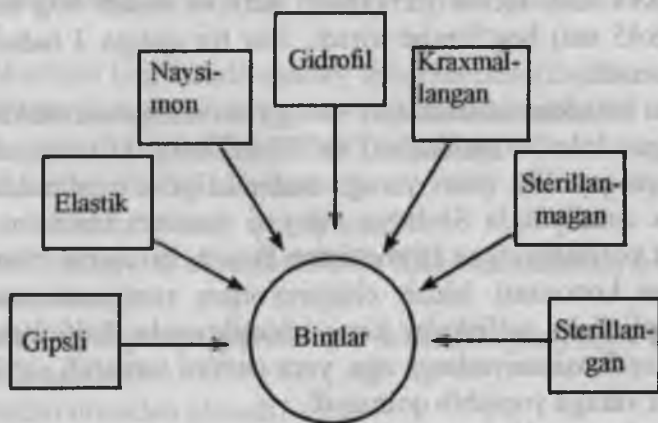 Gidrofil
Naysi-
mon
Kraxmal-
langan
Elastik
Sterillan-
magan
Gipsli
Bintlar
Sterillan-
gan